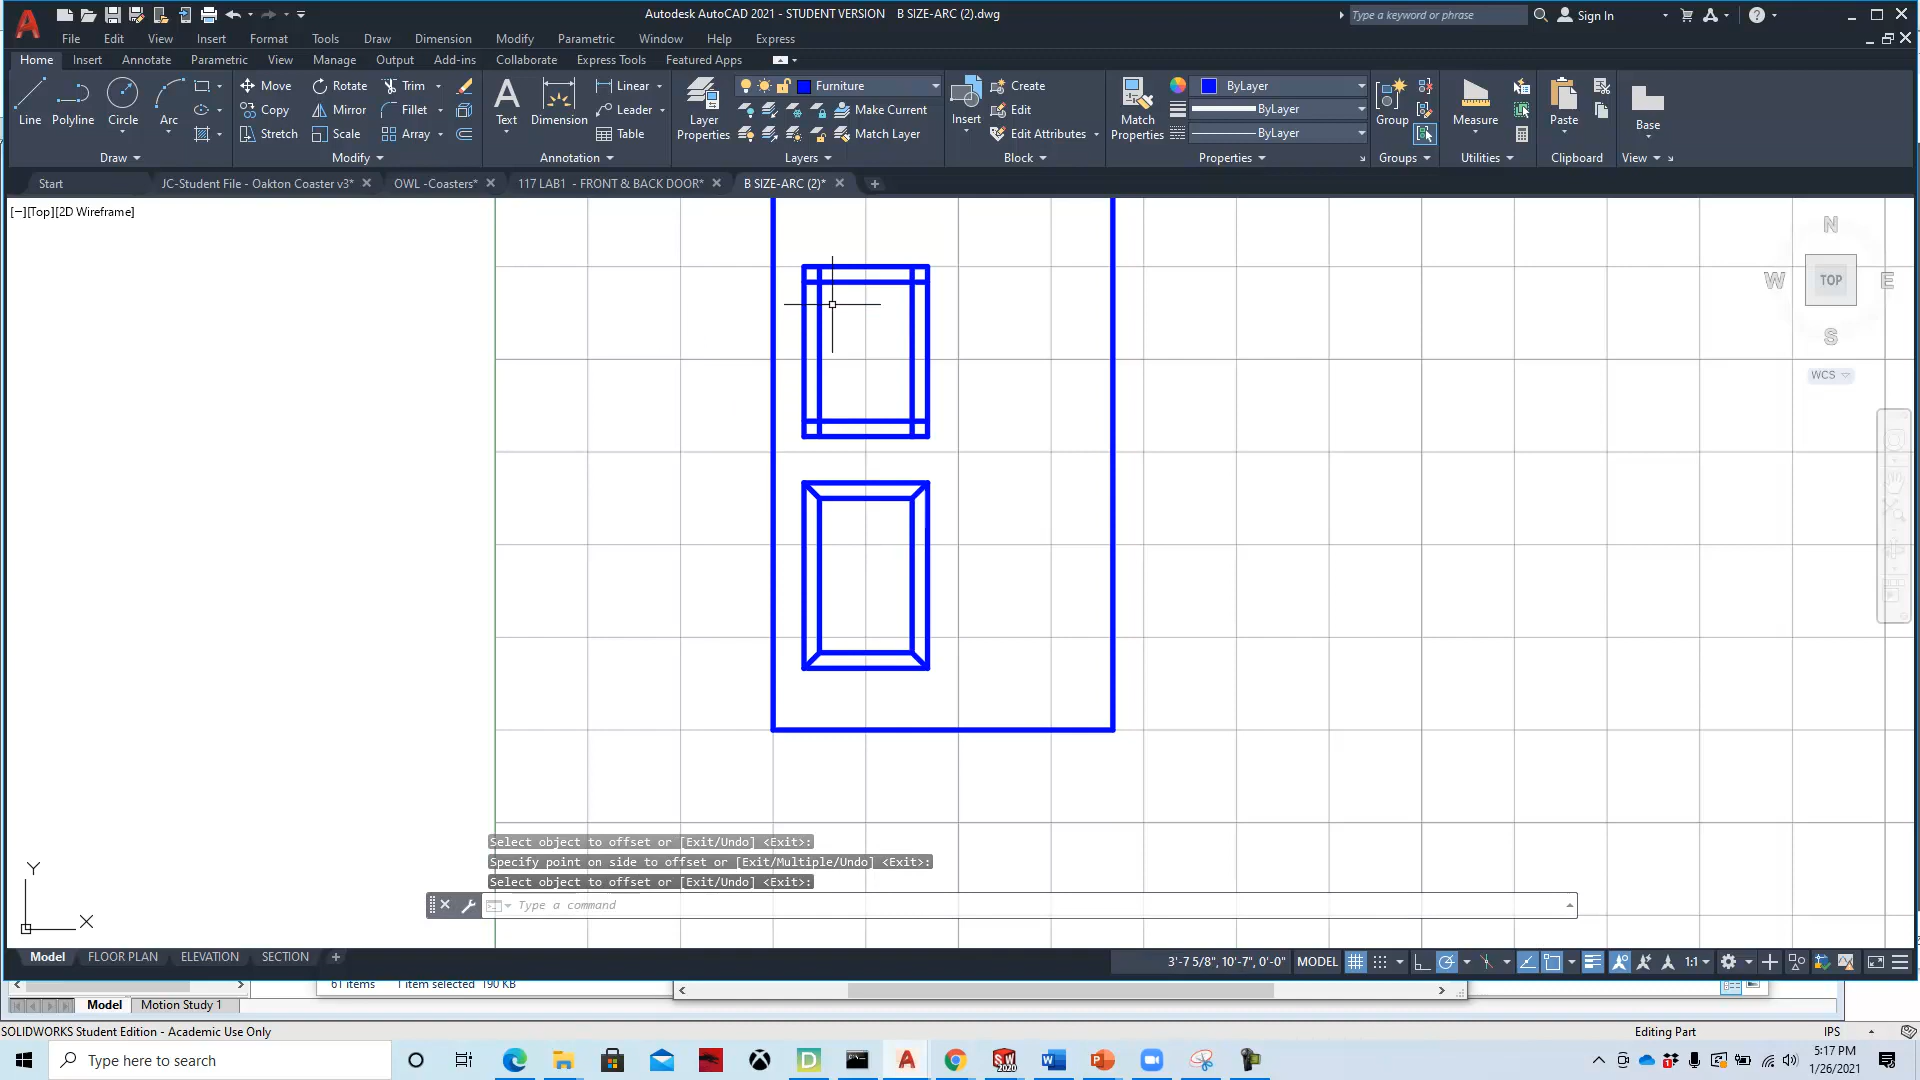 Autodesk AutoCAD 2021 - STUDENT VERSION B SIZE-ARC (2).dwg
Type a keyword or phrase
Sign In
File Edit View Insert Format Tools Draw Dimension Modify Parametric Window Help Express
Home Insert Annotate Parametric View Manage Output Add-ins Collaborate Express Tools Featured Apps
Line Polyline Circle Arc
Move Rotate Trim
Copy Mirror Fillet
Stretch Scale Array
Text Dimension
Linear
Leader
Table
Layer Properties
Furniture
Make Current
Match Layer
Insert
Create
Edit
Edit Attributes
Match Properties
ByLayer
ByLayer
ByLayer
Group
Measure
Paste
Base
Draw Modify Annotation Layers Block Properties Groups Utilities Clipboard View
Start JC-Student File - Oakton Coaster v3* OWL -Coasters* 117 LAB1 - FRONT & BACK DOOR* B SIZE-ARC (2)*
[−][Top][2D Wireframe]
N
W TOP E
S
WCS
Select object to offset or [Exit/Undo] <Exit>:
Specify point on side to offset or [Exit/Multiple/Undo] <Exit>:
Select object to offset or [Exit/Undo] <Exit>:
Type a command
Y
X
Model FLOOR PLAN ELEVATION SECTION
3'-7 5/8", 10'-7", 0'-0" MODEL 1:1
61 items 1 item selected 190 KB
Model Motion Study 1
SOLIDWORKS Student Edition - Academic Use Only Editing Part IPS
Type here to search
5:17 PM
1/26/2021